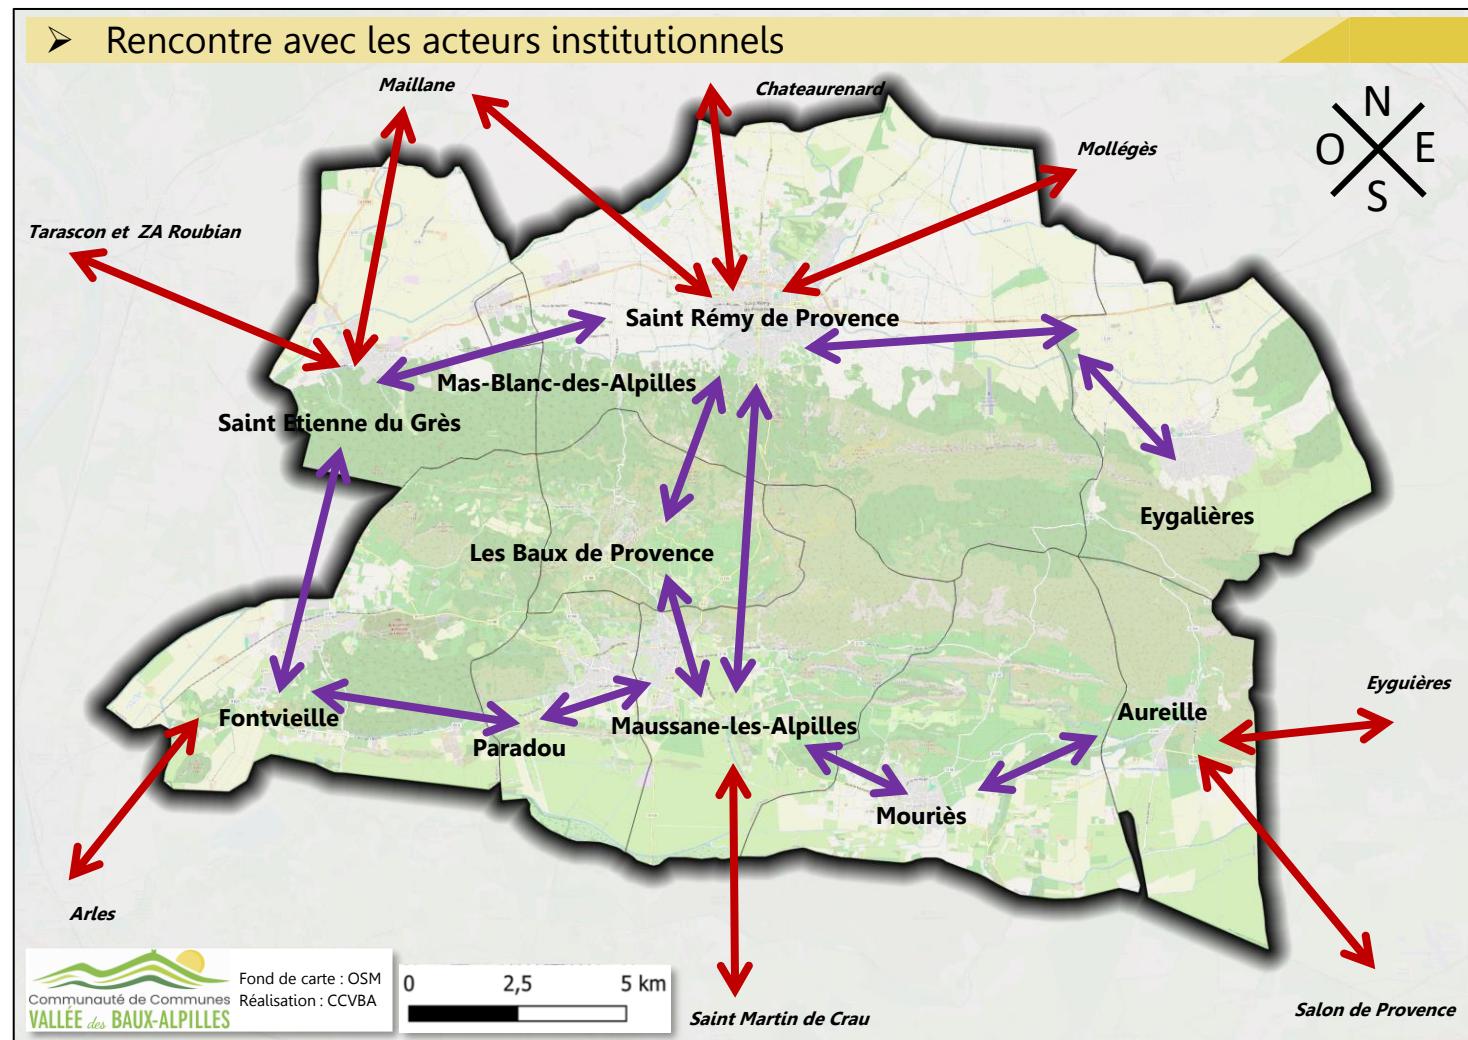 ➢ Rencontre avec les acteurs institutionnels
Maillane
Chateaurenard
N
O E
S
Mollégès
Tarascon et ZA Roubian
Saint Rémy de Provence
Mas-Blanc-des-Alpilles
Saint Etienne du Grès
Eygalières
Les Baux de Provence
Eyguières
Aureille
Fontvieille
Maussane-les-Alpilles
Paradou
Mouriès
Arles
Fond de carte : OSM
Réalisation : CCVBA
Communauté de Communes
VALLÉE des BAUX-ALPILLES
0 2,5 5 km
Saint Martin de Crau
Salon de Provence